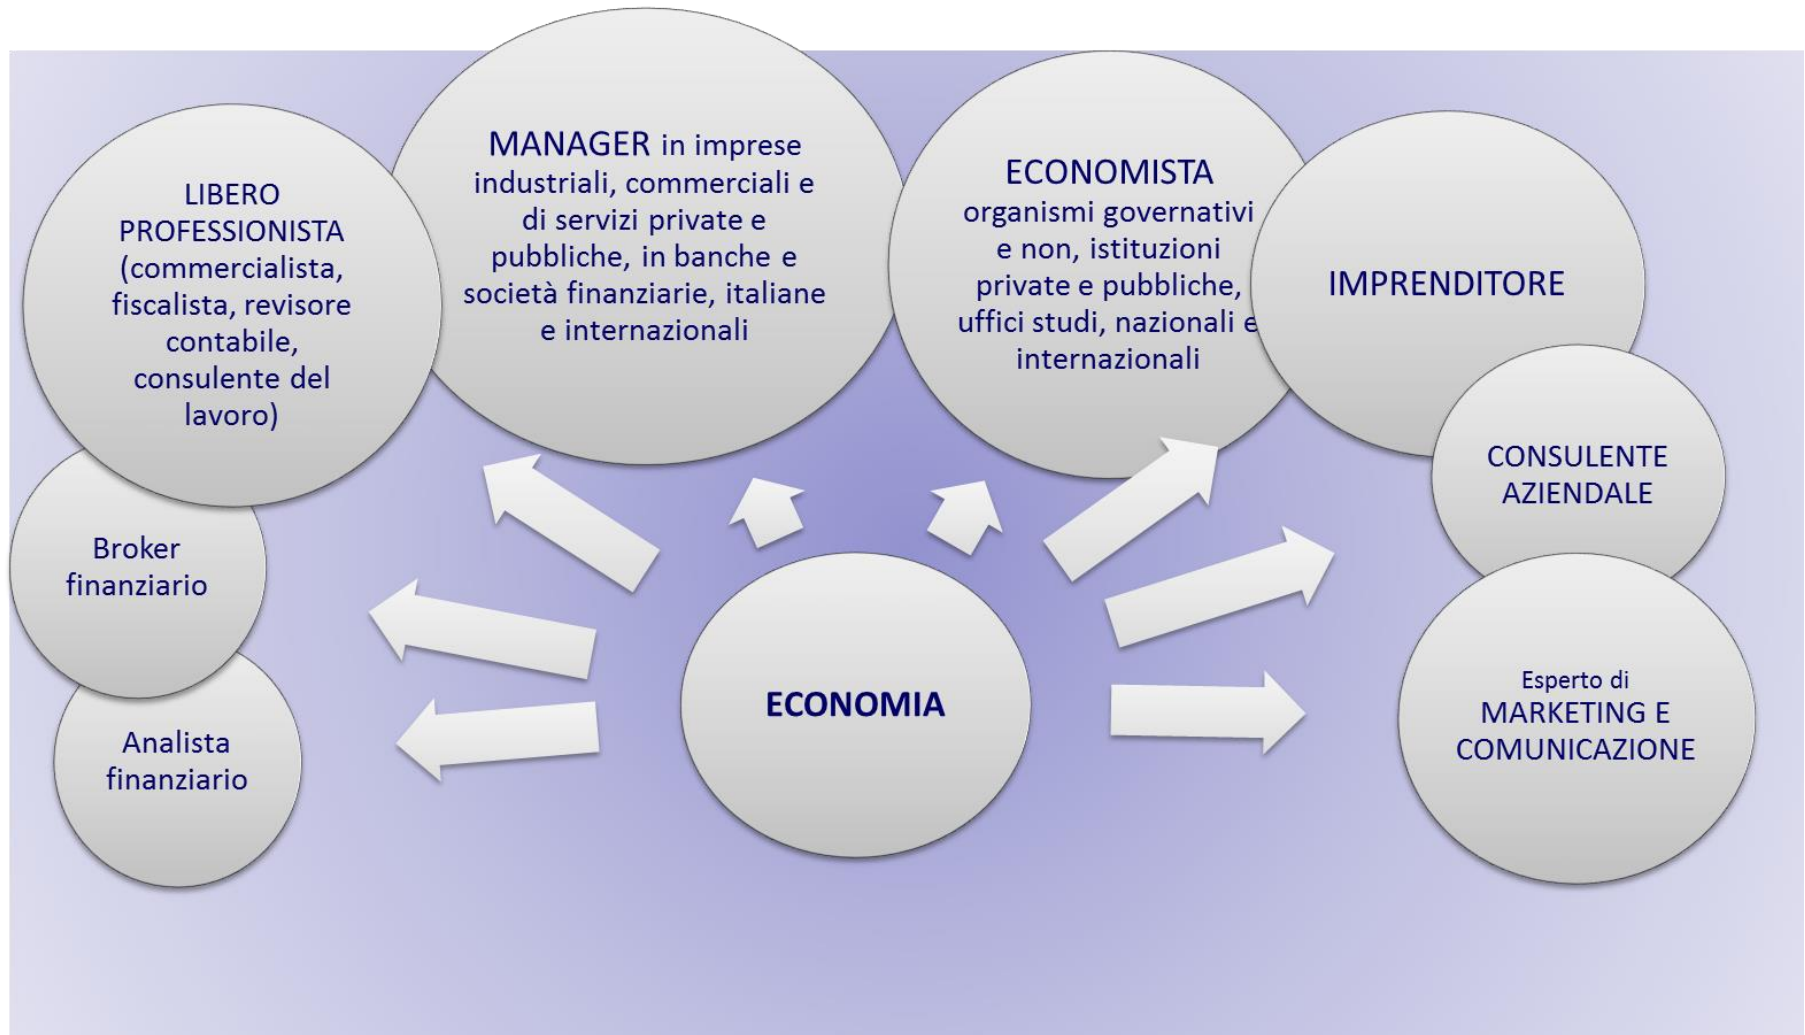 MANAGER in imprese
industriali, commerciali e
di servizi private e
pubbliche, in banche e
società finanziarie, italiane
e internazionali
ECONOMISTA
organismi governativi
e non, istituzioni
private e pubbliche,
uffici studi, nazionali e
internazionali
LIBERO
PROFESSIONISTA
(commercialista,
fiscalista, revisore
contabile,
consulente del
lavoro)
IMPRENDITORE
CONSULENTE
AZIENDALE
Broker
finanziario
ECONOMIA
Esperto di
MARKETING E
COMUNICAZIONE
Analista
finanziario